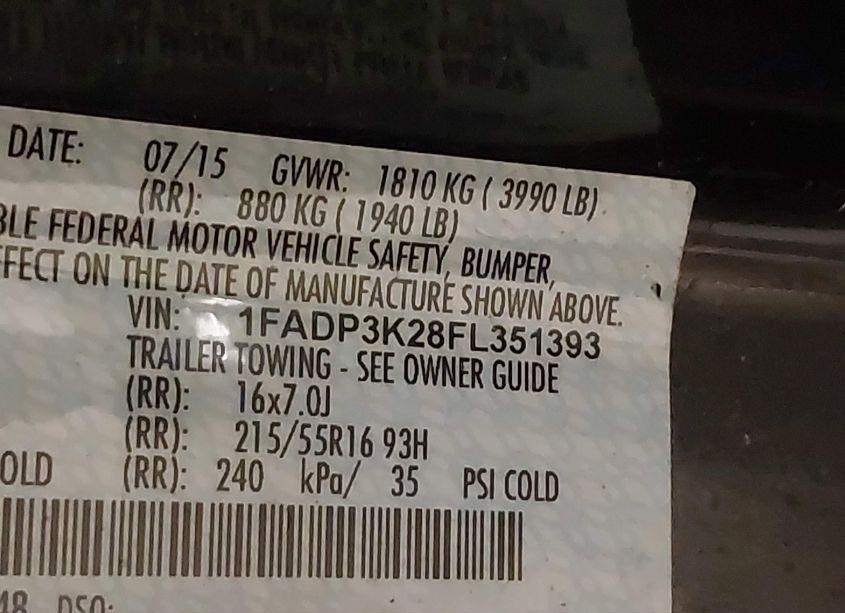 DATE: 07/15 GVWR: 1810 KG ( 3990 LB)
(RR): 880 KG ( 1940 LB)
BLE FEDERAL MOTOR VEHICLE SAFETY, BUMPER,
FFECT ON THE DATE OF MANUFACTURE SHOWN ABOVE.
VIN: 1FADP3K28FL351393
TRAILER TOWING - SEE OWNER GUIDE
(RR): 16x7.0J
(RR): 215/55R16 93H
OLD (RR): 240 kPa/ 35 PSI COLD
48 DSO: